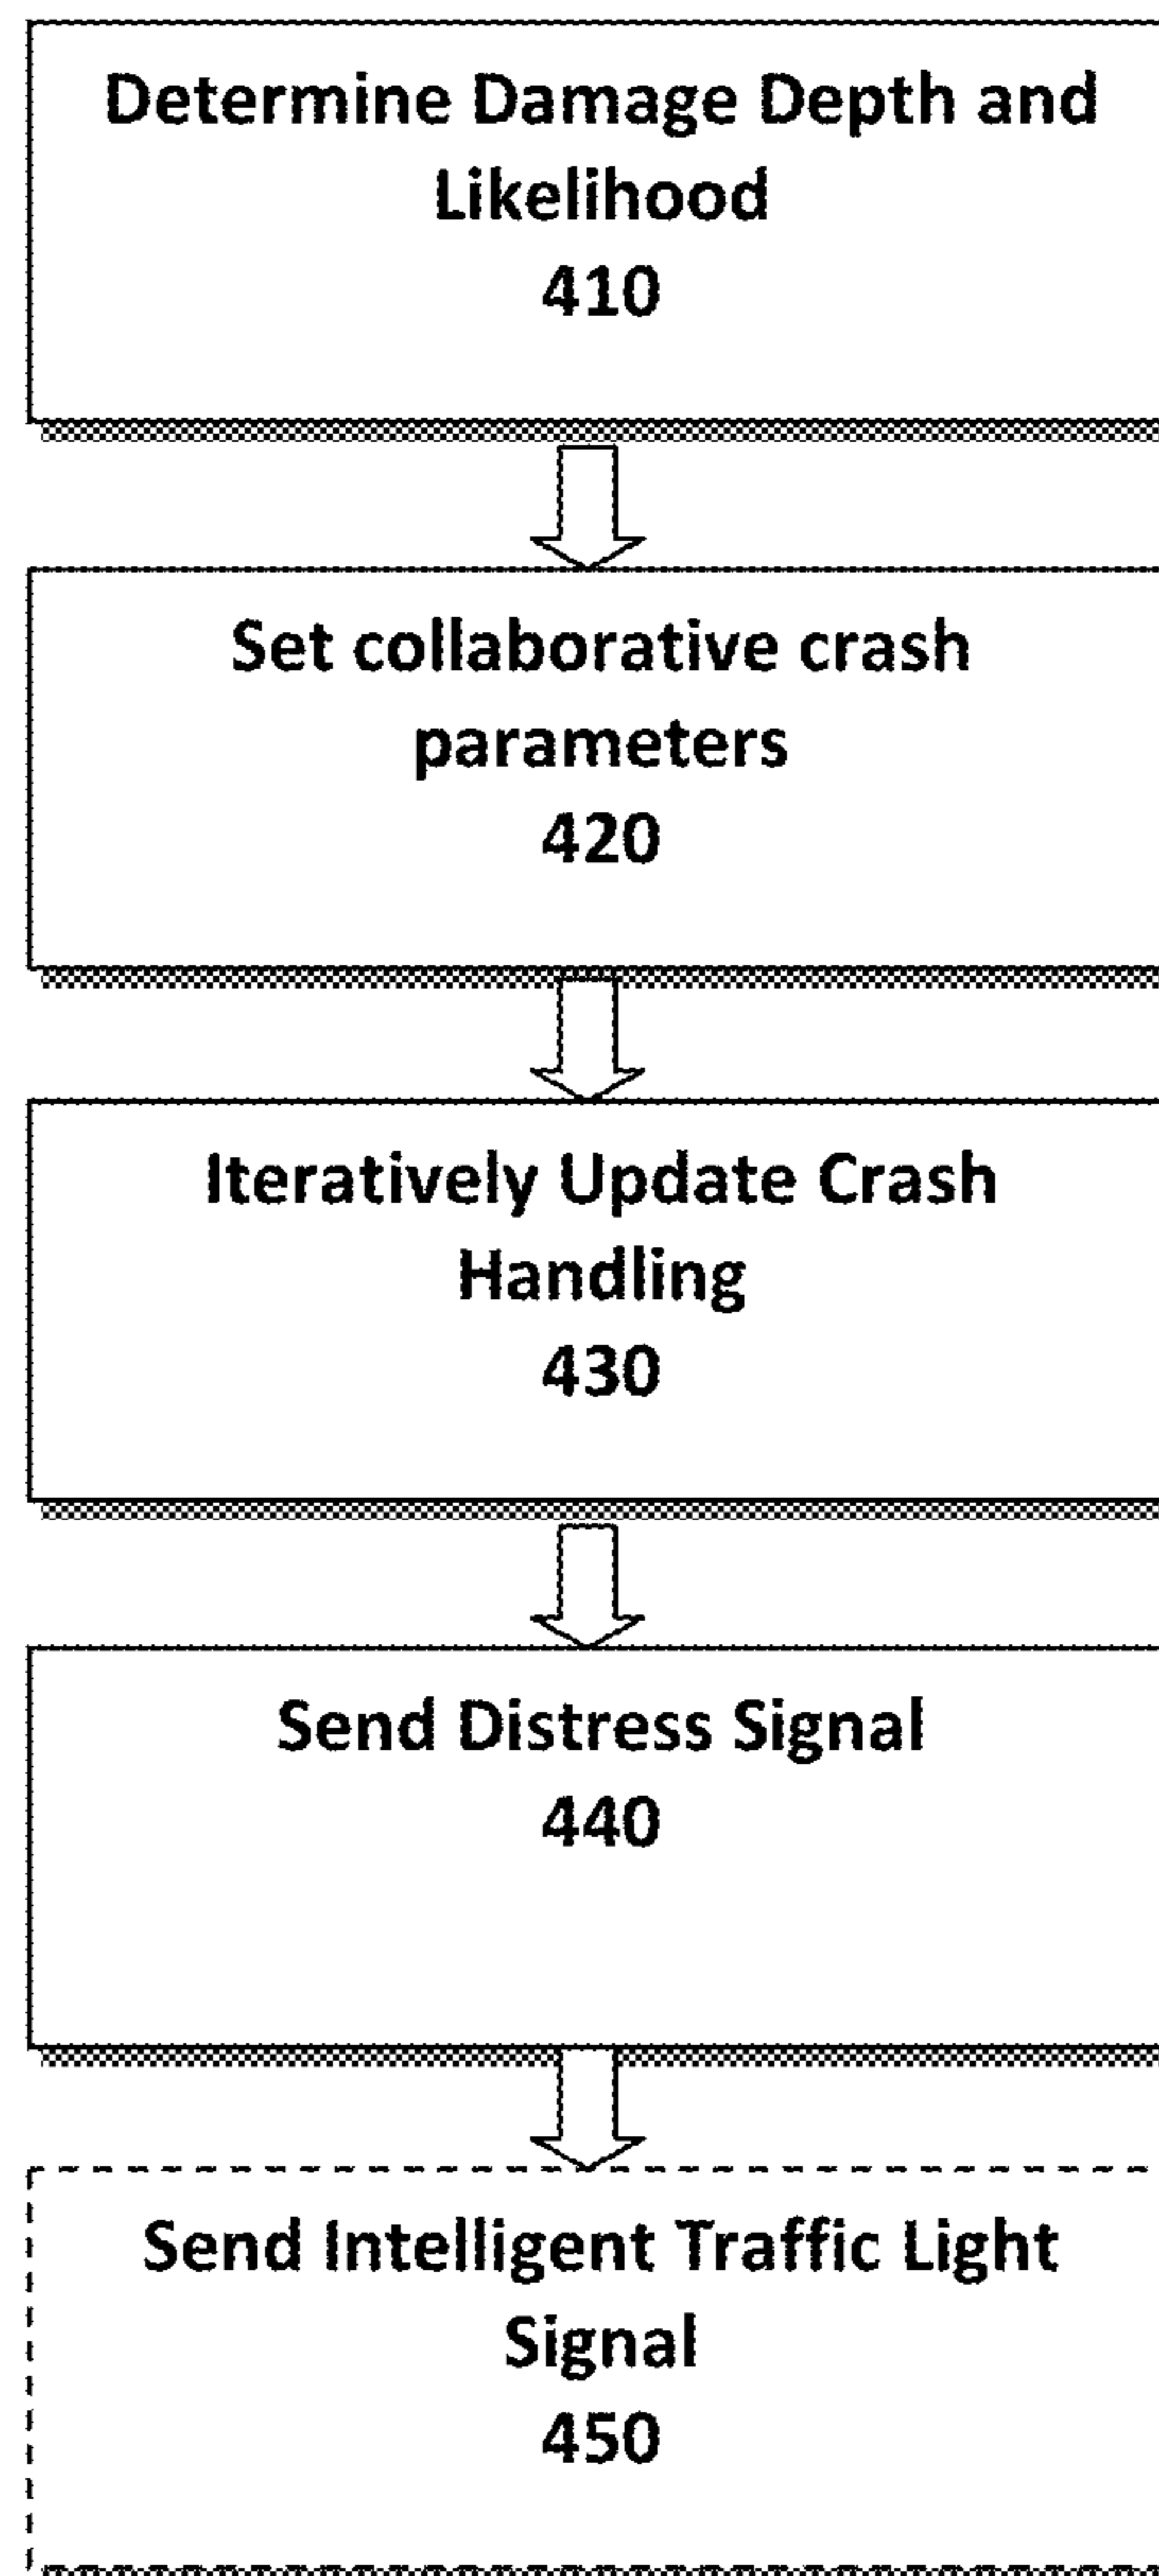 Determine Damage Depth and
Likelihood
410
Set collaborative crash
parameters
420
Iteratively Update Crash
Handling
430
Send Distress Signal
440
Send Intelligent Traffic Light
Signal
450